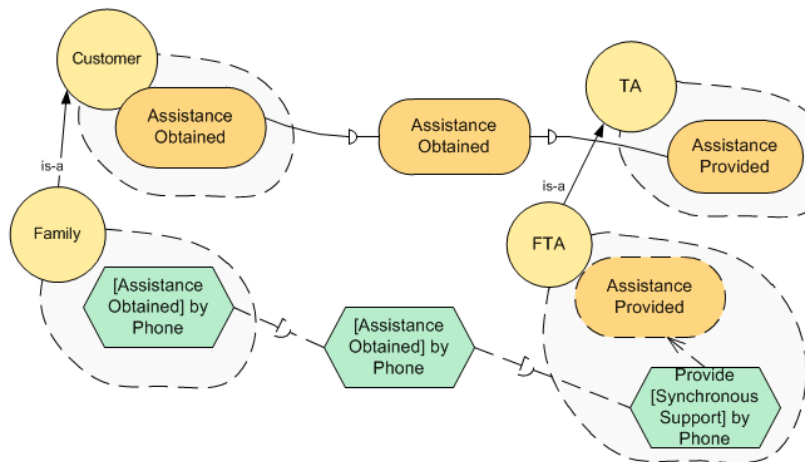 Customer
Assistance
Obtained
Assistance
Obtained
TA
Assistance
Provided
is-a
is-a
Family
FTA
[Assistance
Obtained] by
Phone
[Assistance
Obtained] by
Phone
Assistance
Provided
Provide
[Synchronous
Support] by
Phone